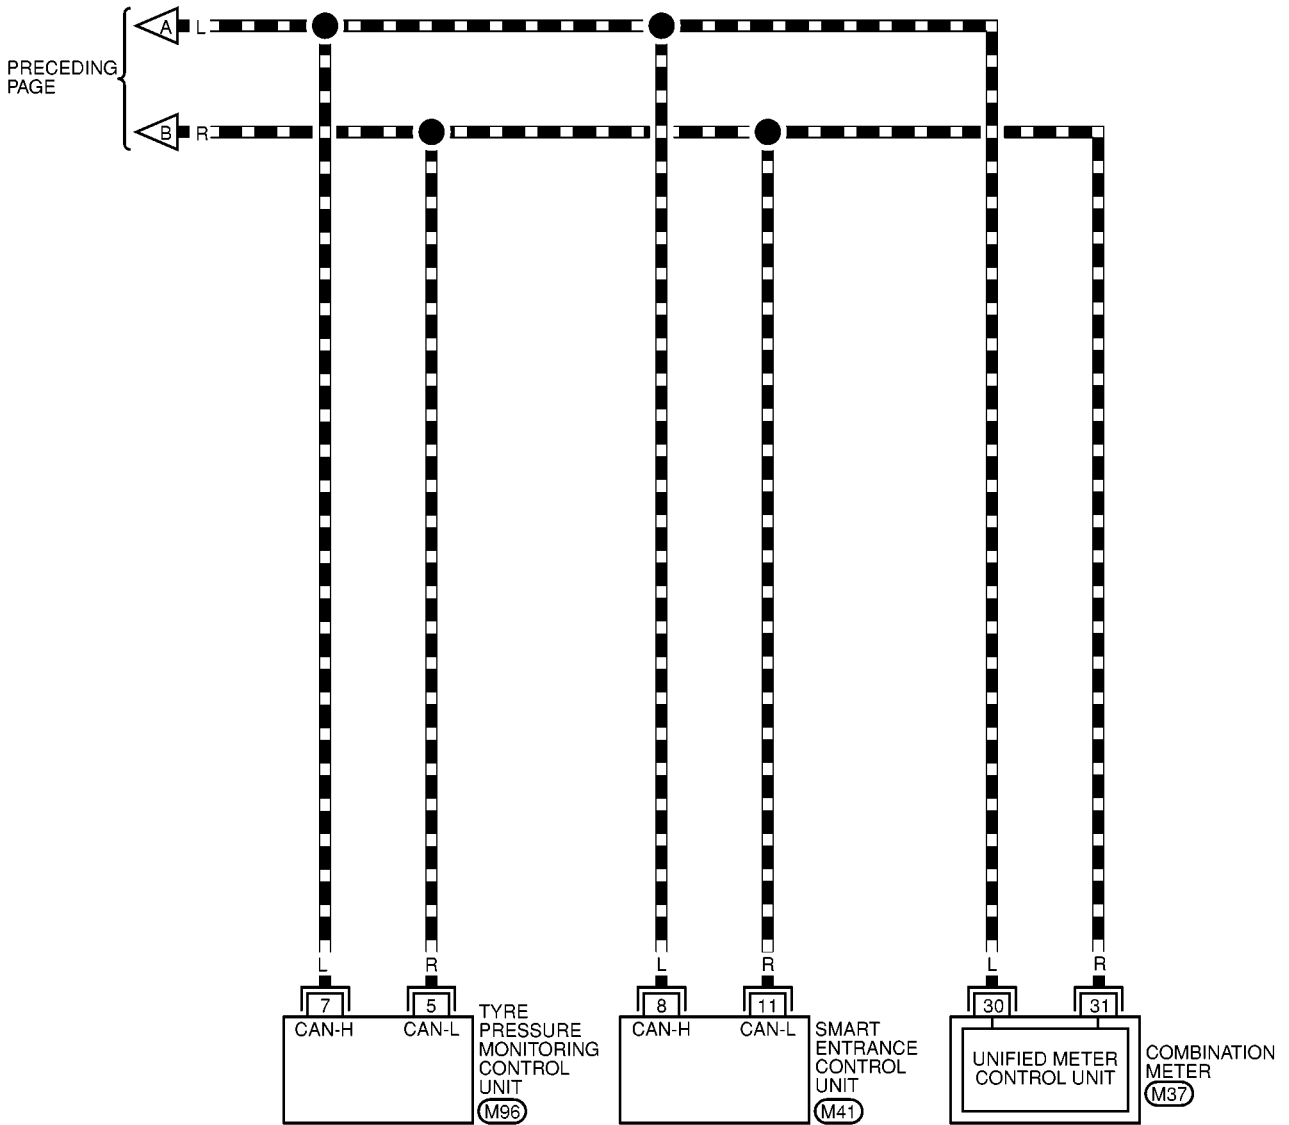 A L
PRECEDING
PAGE
B R
L R L R L R
7 5 8 11 30 31
CAN-H CAN-L
TYRE
PRESSURE
MONITORING
CONTROL
UNIT
M96
CAN-H CAN-L
SMART
ENTRANCE
CONTROL
UNIT
M41
UNIFIED METER
CONTROL UNIT
COMBINATION
METER
M37